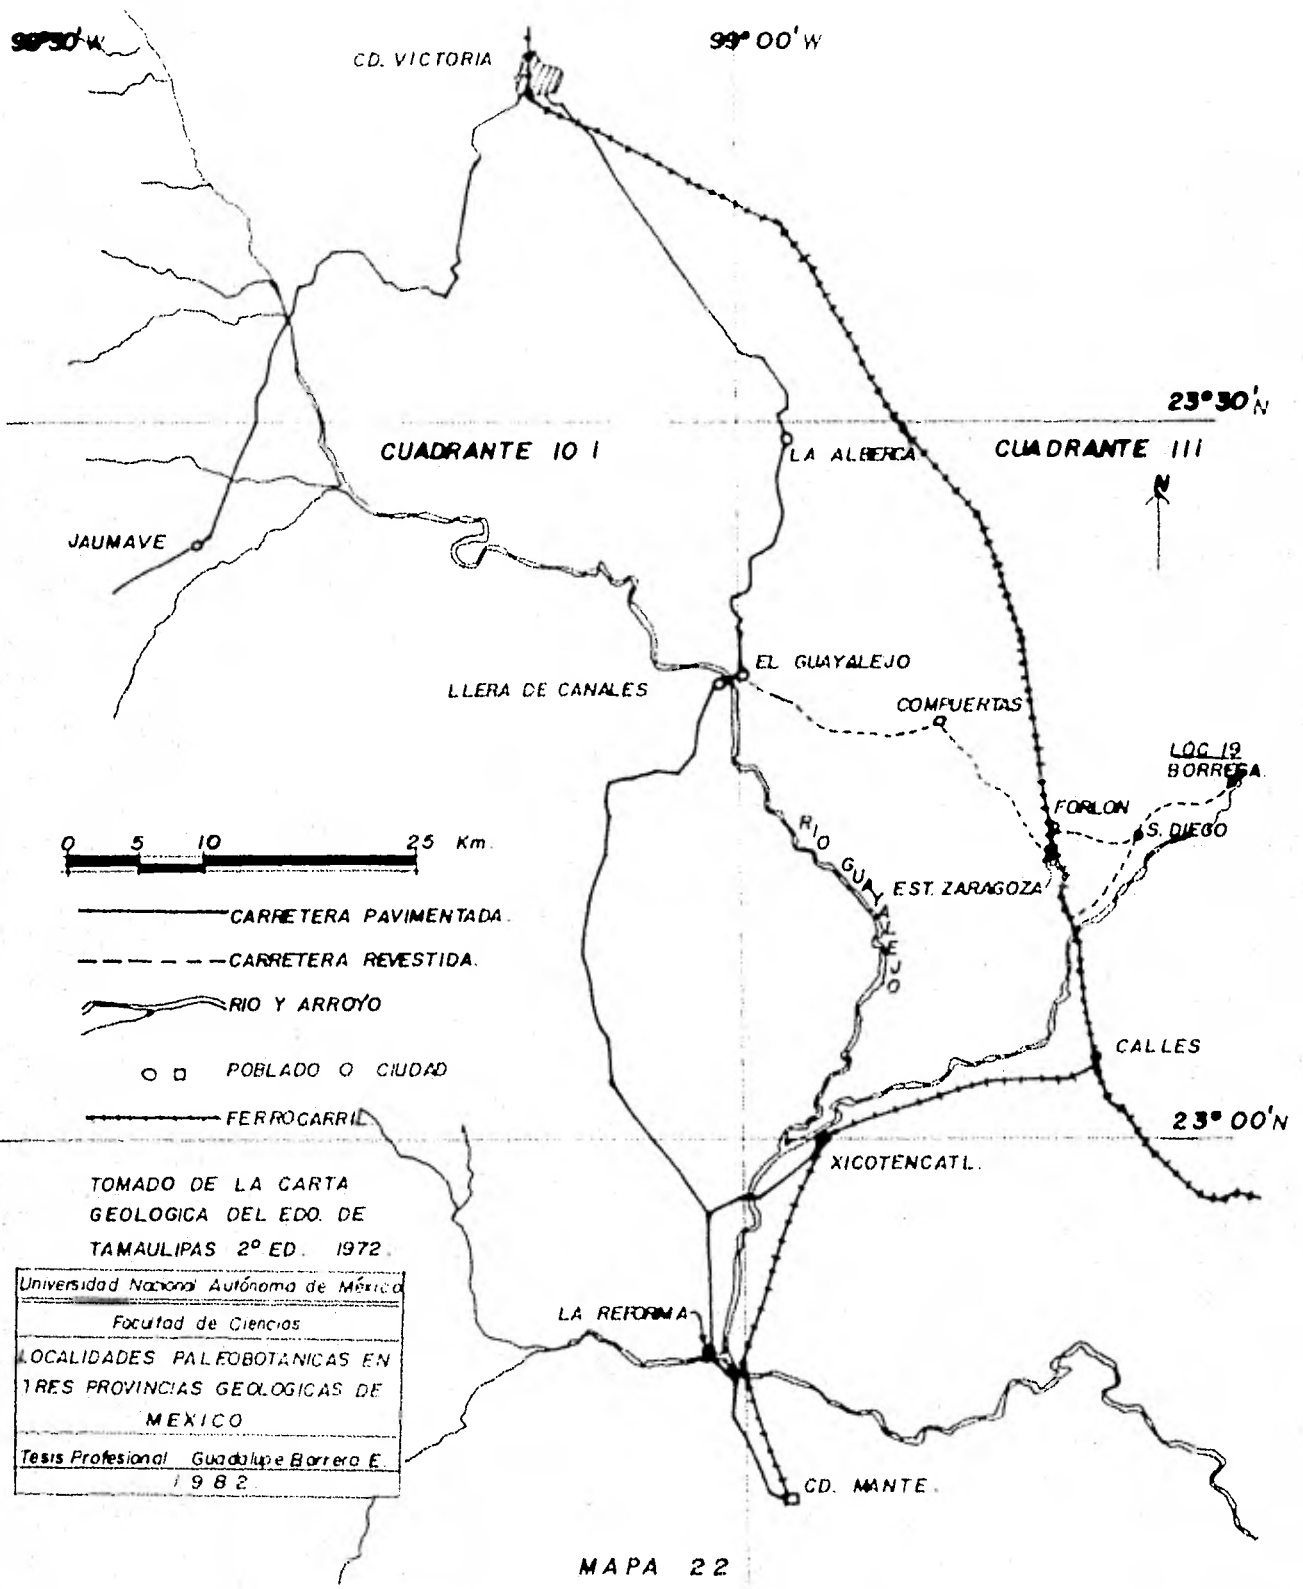 99°30'W
99°00'W
CD. VICTORIA
23°30'N
CUADRANTE 10 I
CUADRANTE III
LA ALBERCA
N
JAUMAVE
EL GUAYALEJO
LLERA DE CANALES
COMPUERTAS
LOC 19
BORREGA.
FORLON
S. DIEGO
RIO GUAYALEJO
EST. ZARAGOZA
0 5 10 25 Km.
CARRETERA PAVIMENTADA.
CARRETERA REVESTIDA.
RIO Y ARROYO
POBLADO O CIUDAD
FERROCARRIL
CALLES
23°00'N
XICOTENCATL.
TOMADO DE LA CARTA
GEOLOGICA DEL EDO. DE
TAMAULIPAS 2° ED. 1972.
Universidad Nacional Autónoma de México
Facultad de Ciencias
LOCALIDADES PALEOBOTANICAS EN
TRES PROVINCIAS GEOLOGICAS DE
MEXICO
Tesis Profesional Guadalupe Borrero E.
1982.
LA REFORMA
CD. MANTE.
MAPA 22